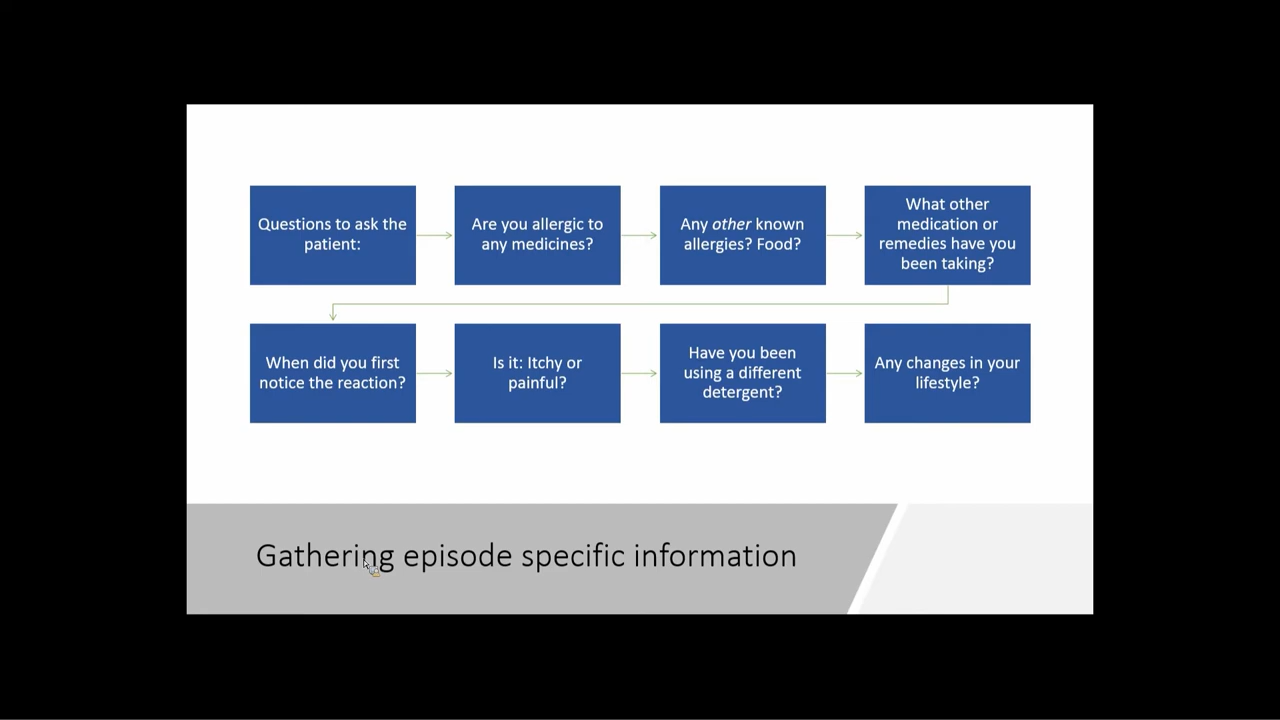 Questions to ask the
patient:
Are you allergic to
any medicines?
Any other known
allergies? Food?
What other
medication or
remedies have you
been taking?
When did you first
notice the reaction?
Is it: Itchy or
painful?
Have you been
using a different
detergent?
Any changes in your
lifestyle?
Gathering episode specific information